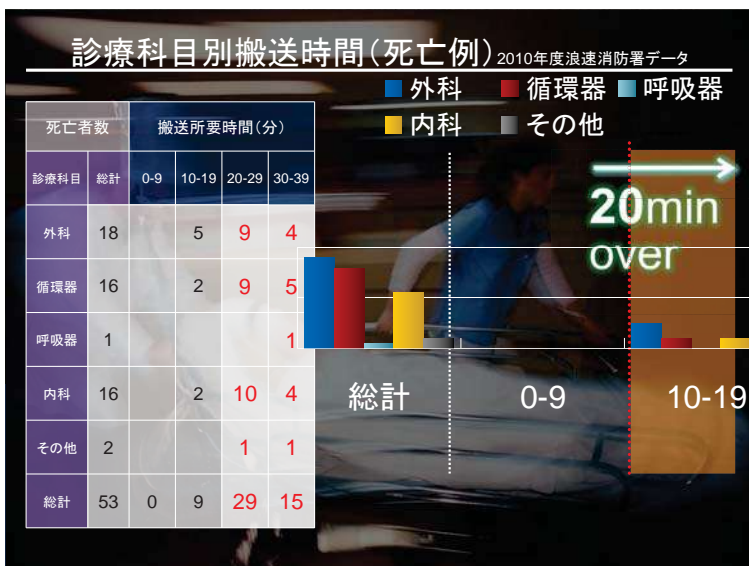 診療科目別搬送時間(死亡例) 2010年度浪速消防署データ
外科 循環器 呼吸器
内科 その他
死亡者数 搬送所要時間(分)
診療科目 総計 0-9 10-19 20-29 30-39
外科 18 5 9 4
循環器 16 2 9 5
呼吸器 1 1
内科 16 2 10 4
その他 2 1 1
総計 53 0 9 29 15
20min
over
総計 0-9 10-19